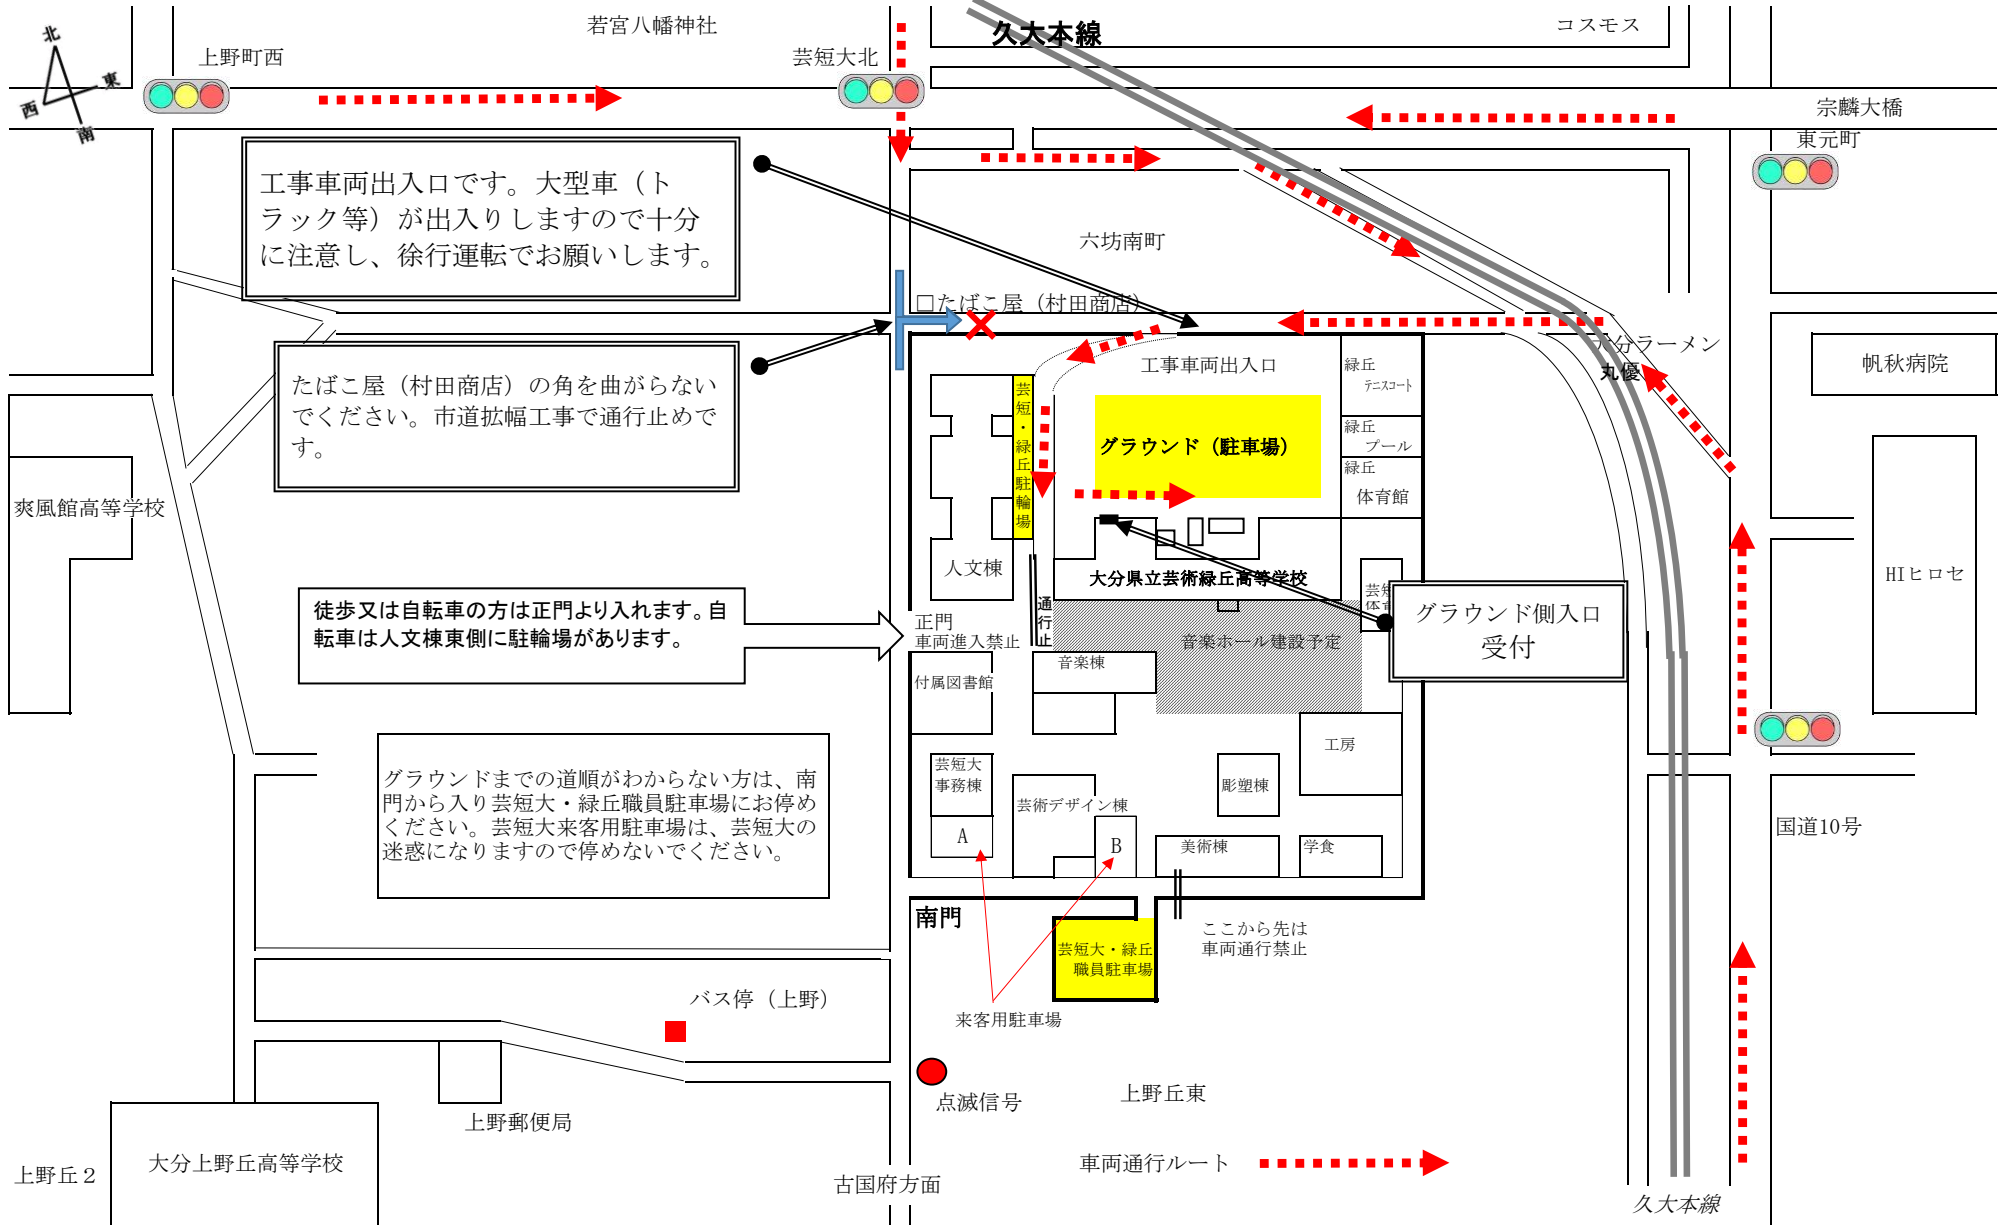 若宮八幡神社
久大本線
コスモス
北
東
西
南
上野町西
芸短大北
宗麟大橋
東元町
工事車両出入口です。大型車（ト
ラック等）が出入りしますので十分
に注意し、徐行運転でお願いします。
六坊南町
□たばこ屋（村田商店）
たばこ屋（村田商店）の角を曲がらない
でください。市道拡幅工事で通行止めで
す。
工事車両出入口
緑丘
テニスコート
大分ラーメン
丸優
帆秋病院
芸短・緑丘駐輪場
グラウンド（駐車場）
緑丘
プール
緑丘
体育館
爽風館高等学校
人文棟
大分県立芸術緑丘高等学校
HIヒロセ
徒歩又は自転車の方は正門より入れます。自
転車は人文棟東側に駐輪場があります。
正門
車両進入禁止
通行止
芸短
体育
グラウンド側入口
受付
音楽ホール建設予定
付属図書館
音楽棟
工房
グラウンドまでの道順がわからない方は、南
門から入り芸短大・緑丘職員駐車場にお停め
ください。芸短大来客用駐車場は、芸短大の
迷惑になりますので停めないでください。
芸短大
事務棟
芸術デザイン棟
彫塑棟
A
B
美術棟
学食
国道10号
南門
芸短大・緑丘
職員駐車場
ここから先は
車両通行禁止
バス停（上野）
来客用駐車場
点滅信号
上野丘東
上野郵便局
上野丘２
大分上野丘高等学校
古国府方面
車両通行ルート
久大本線